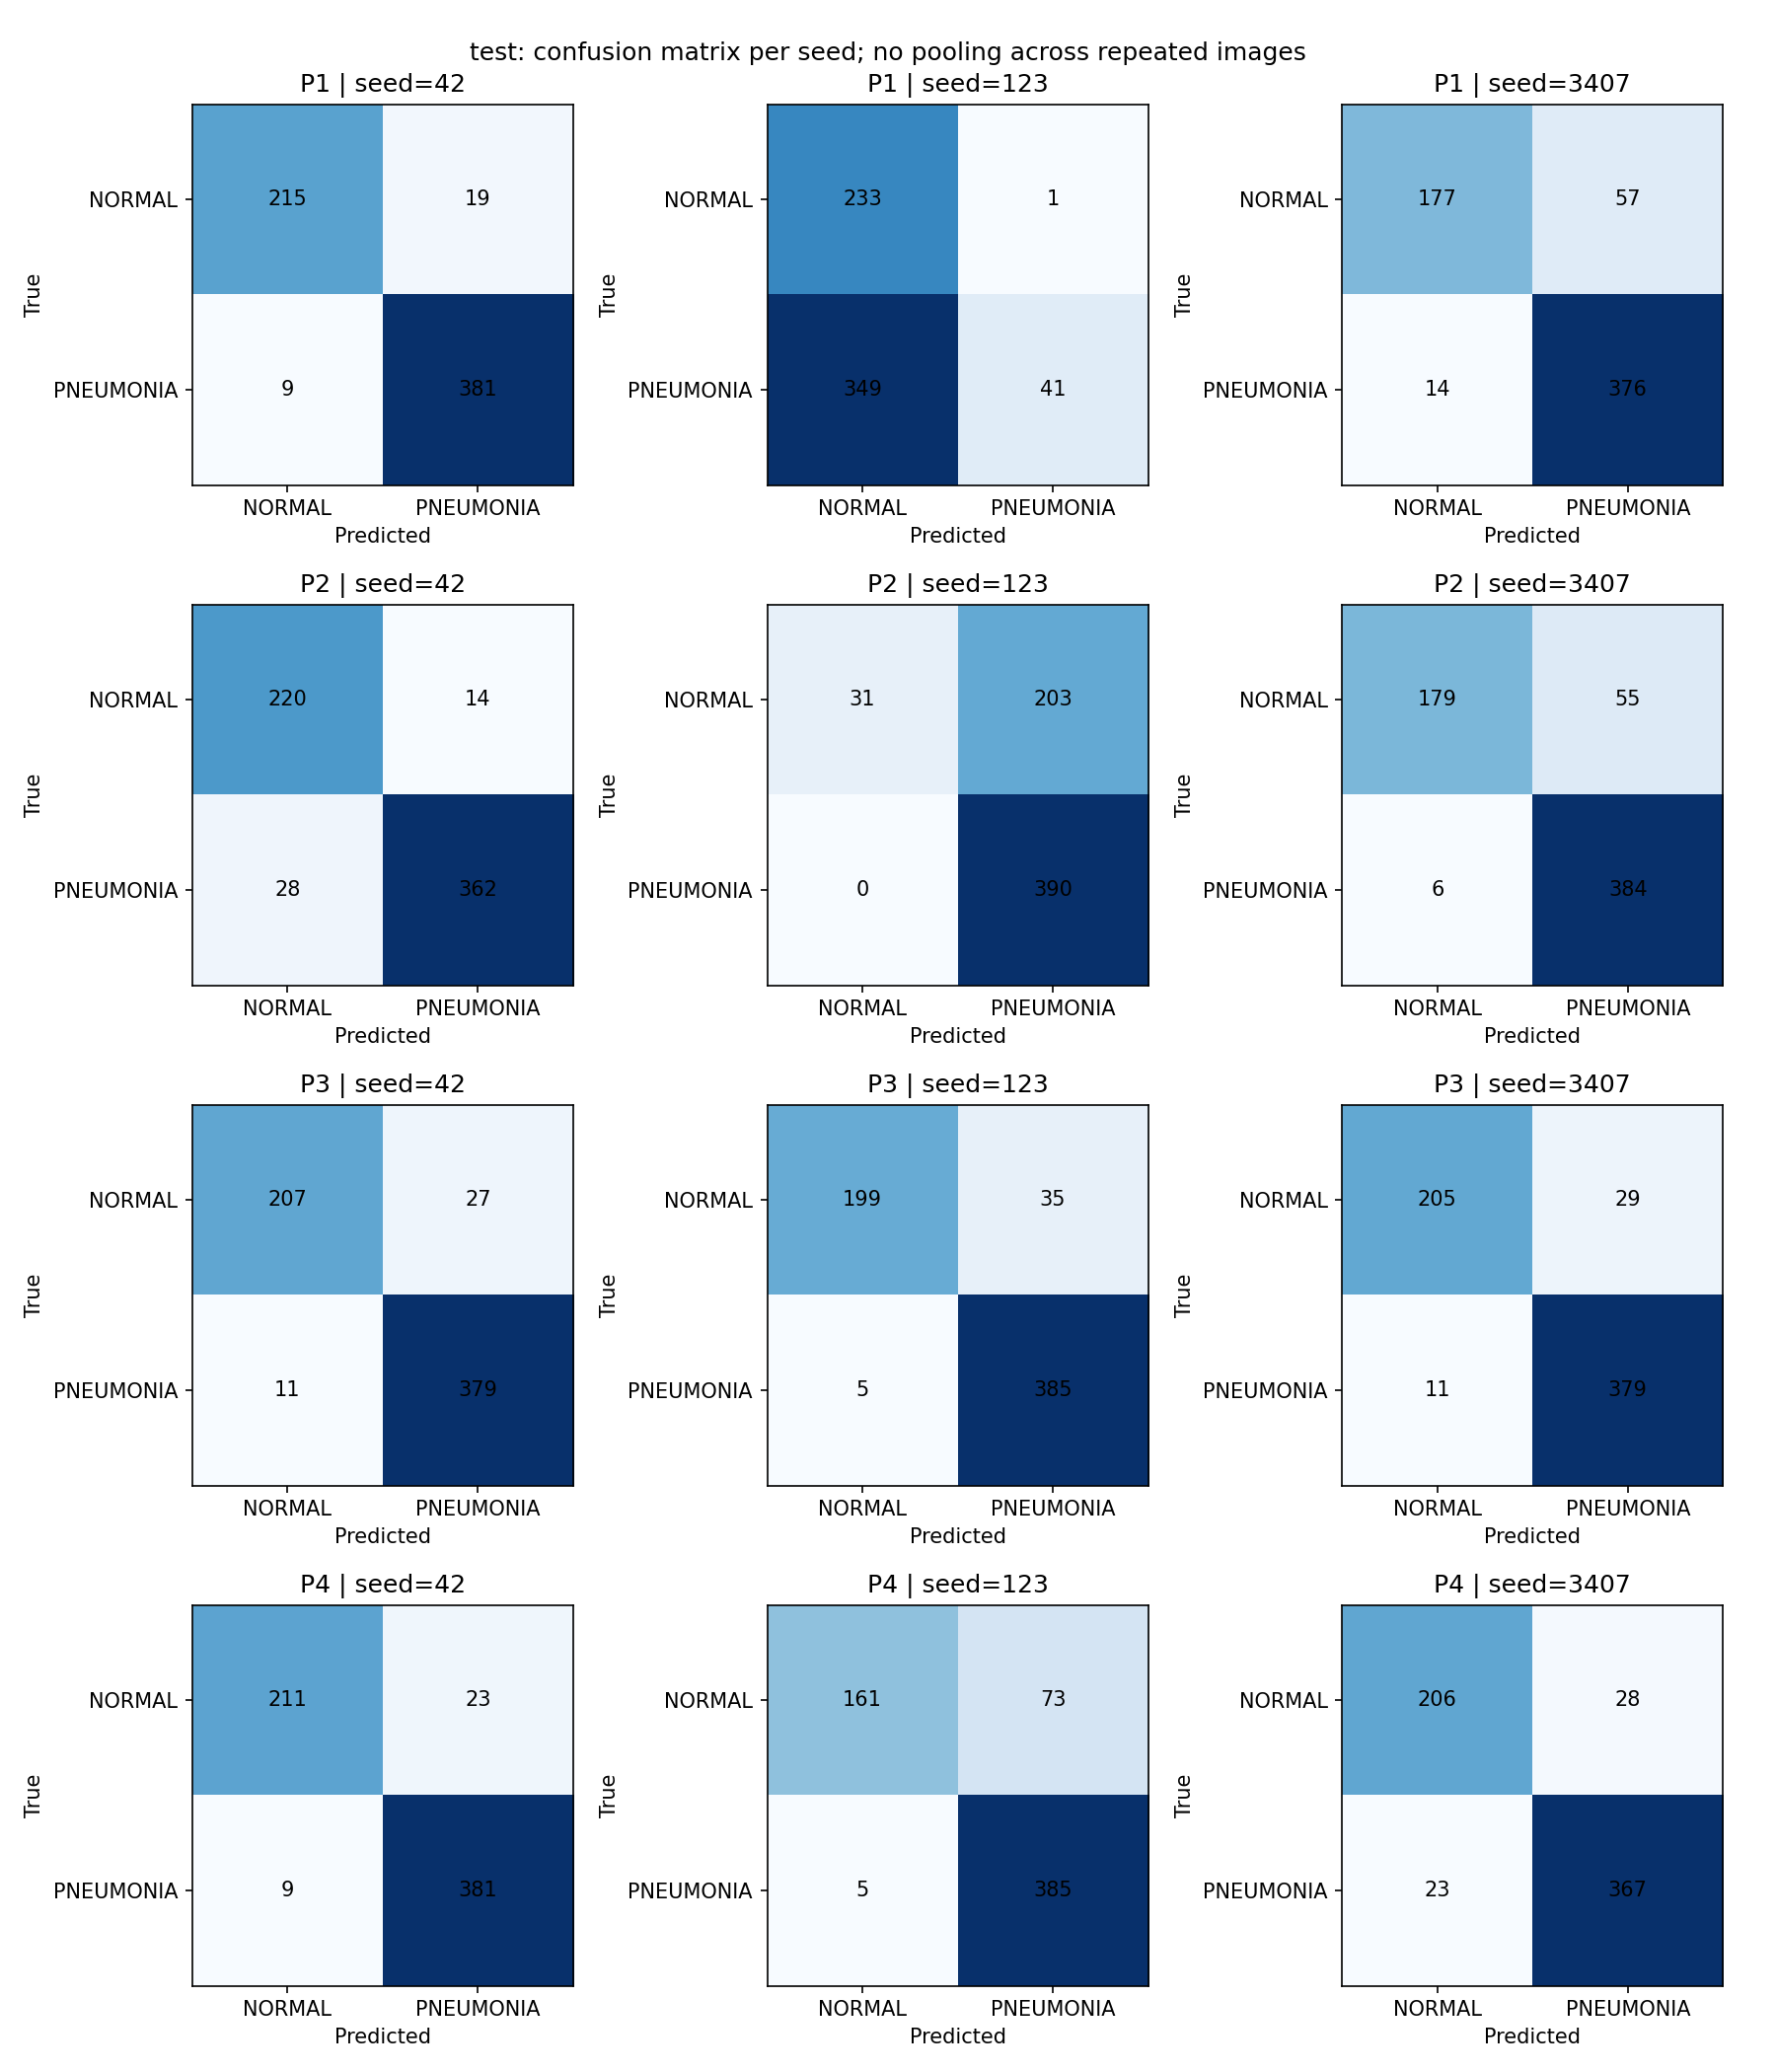 test: confusion matrix per seed; no pooling across repeated images
P1 | seed=42
P1 | seed=123
P1 | seed=3407
NORMAL 215 19
NORMAL 233 1
NORMAL 177 57
True
True
True
PNEUMONIA 9 381
PNEUMONIA 349 41
PNEUMONIA 14 376
NORMAL PNEUMONIA
NORMAL PNEUMONIA
NORMAL PNEUMONIA
Predicted
Predicted
Predicted
P2 | seed=42
P2 | seed=123
P2 | seed=3407
NORMAL 220 14
NORMAL 31 203
NORMAL 179 55
True
True
True
PNEUMONIA 28 362
PNEUMONIA 0 390
PNEUMONIA 6 384
NORMAL PNEUMONIA
NORMAL PNEUMONIA
NORMAL PNEUMONIA
Predicted
Predicted
Predicted
P3 | seed=42
P3 | seed=123
P3 | seed=3407
NORMAL 207 27
NORMAL 199 35
NORMAL 205 29
True
True
True
PNEUMONIA 11 379
PNEUMONIA 5 385
PNEUMONIA 11 379
NORMAL PNEUMONIA
NORMAL PNEUMONIA
NORMAL PNEUMONIA
Predicted
Predicted
Predicted
P4 | seed=42
P4 | seed=123
P4 | seed=3407
NORMAL 211 23
NORMAL 161 73
NORMAL 206 28
True
True
True
PNEUMONIA 9 381
PNEUMONIA 5 385
PNEUMONIA 23 367
NORMAL PNEUMONIA
NORMAL PNEUMONIA
NORMAL PNEUMONIA
Predicted
Predicted
Predicted